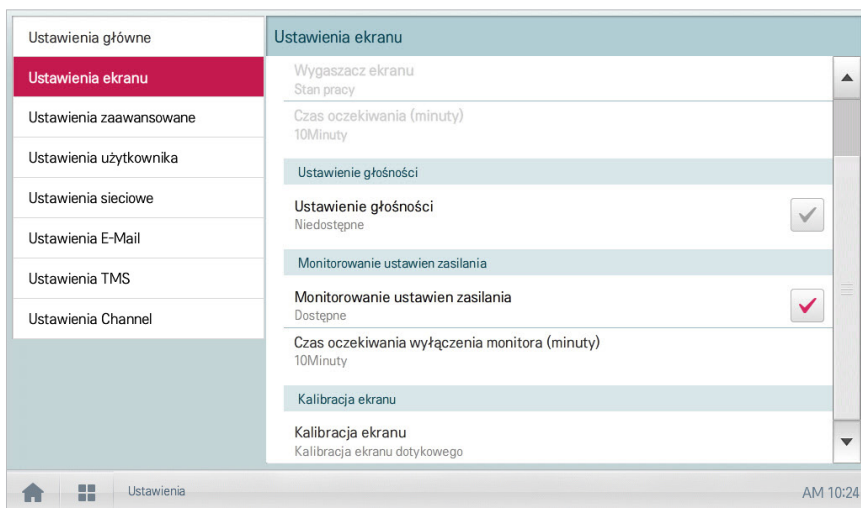 Ustawienia główne
Ustawienia ekranu
Ustawienia zaawansowane
Ustawienia użytkownika
Ustawienia sieciowe
Ustawienia E-Mail
Ustawienia TMS
Ustawienia Channel
Ustawienia ekranu
Wygaszacz ekranu
Stan pracy
Czas oczekiwania (minuty)
10Minuty
Ustawienie głośności
Ustawienie głośności
Niedostępne
Monitorowanie ustawien zasilania
Monitorowanie ustawien zasilania
Dostępne
Czas oczekiwania wyłączenia monitora (minuty)
10Minuty
Kalibracja ekranu
Kalibracja ekranu
Kalibracja ekranu dotykowego
Ustawienia
AM 10:24